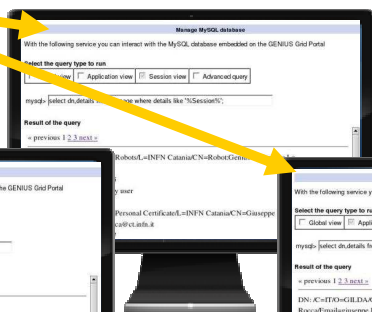 Manage MySQL database
With the following service you can interact with the MySQL database embedded on the GENIUS Grid Portal
Select the query type to run
view Application view Session view Advanced query
mysql> select dn,details where details like '%Session%';
Result of the query
« previous 1 2 3 next »
Robots/L=INFN Catania/CN=Robot:
y user
Personal Certificate/L=INFN Catania/CN=Giuseppe
ca@ct.infn.it
he GENIUS Grid Portal
With the following service y
Select the query type to ru
Global view Appli
mysql> select dn,details fr
Result of the query
« previous 1 2 3 next »
DN: /C=IT/O=GILDA/